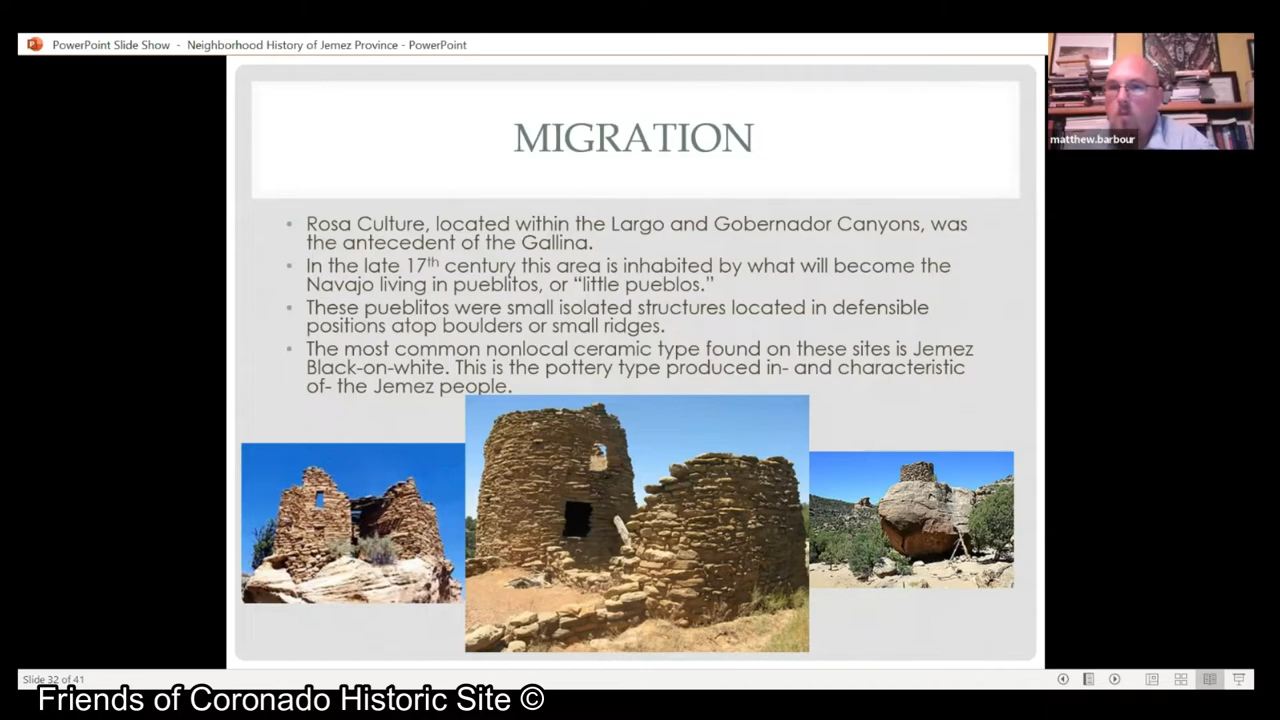 PowerPoint Slide Show - Neighborhood History of Jemez Province - PowerPoint
matthew.barbour
MIGRATION
• Rosa Culture, located within the Largo and Gobernador Canyons, was
the antecedent of the Gallina.
• In the late 17th century this area is inhabited by what will become the
Navajo living in pueblitos, or “little pueblos.”
• These pueblitos were small isolated structures located in defensible
positions atop boulders or small ridges.
• The most common nonlocal ceramic type found on these sites is Jemez
Black-on-white. This is the pottery type produced in- and characteristic
of- the Jemez people.
Slide 32 of 41
Friends of Coronado Historic Site ©